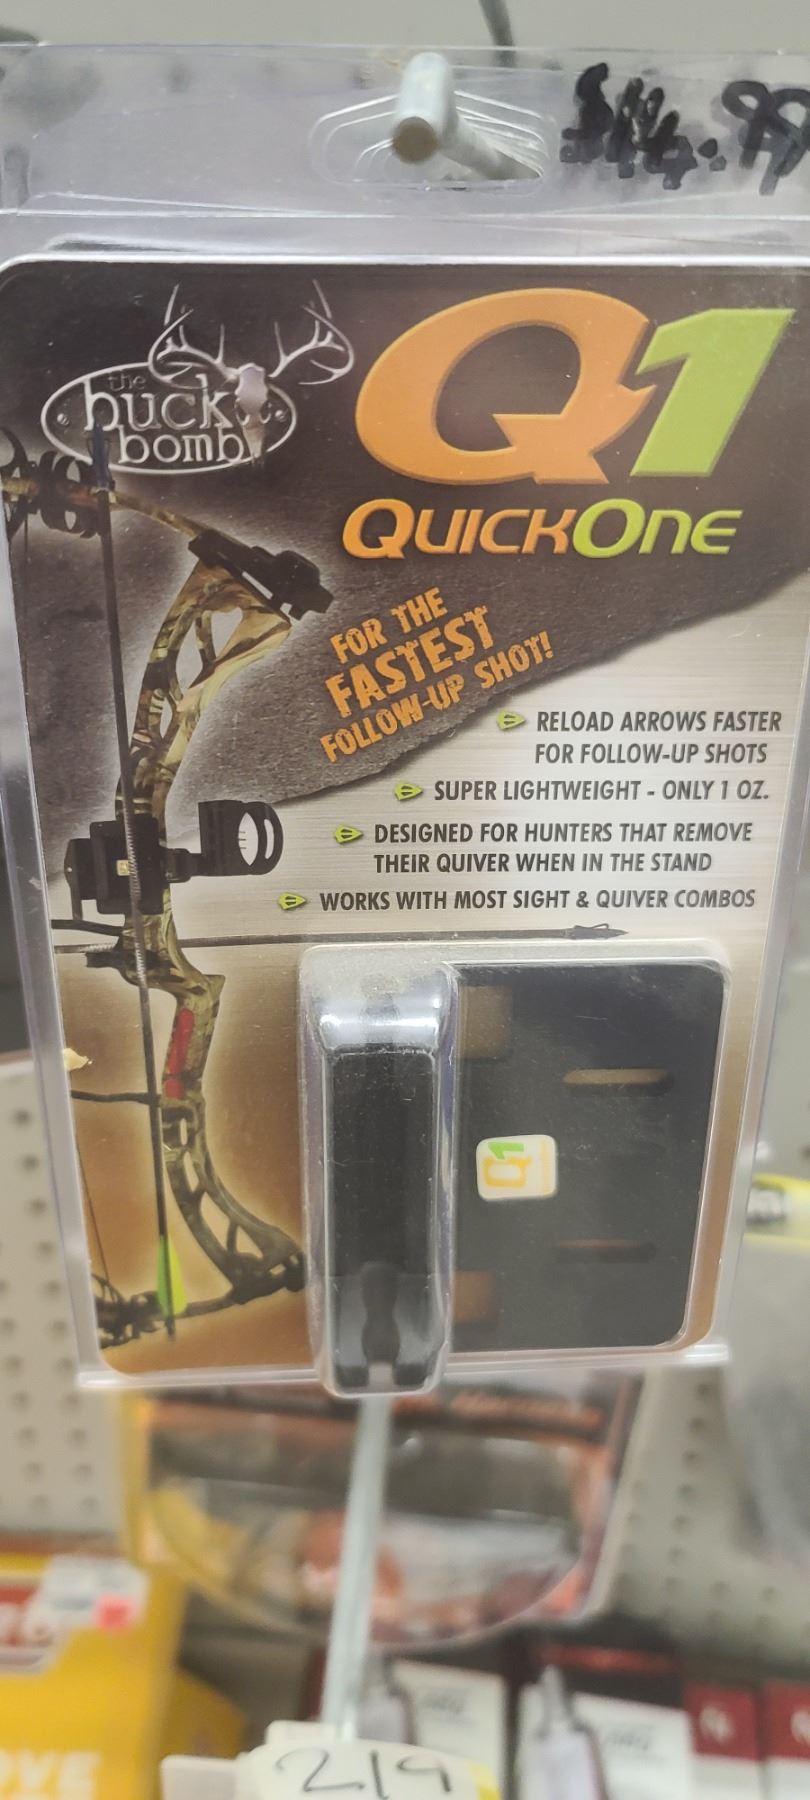 $14.99
the
buck
bomb
Q1
QUICKONE
FOR THE
FASTEST
FOLLOW-UP SHOT!
RELOAD ARROWS FASTER
FOR FOLLOW-UP SHOTS
SUPER LIGHTWEIGHT - ONLY 1 OZ.
DESIGNED FOR HUNTERS THAT REMOVE
THEIR QUIVER WHEN IN THE STAND
WORKS WITH MOST SIGHT & QUIVER COMBOS
Q1
219